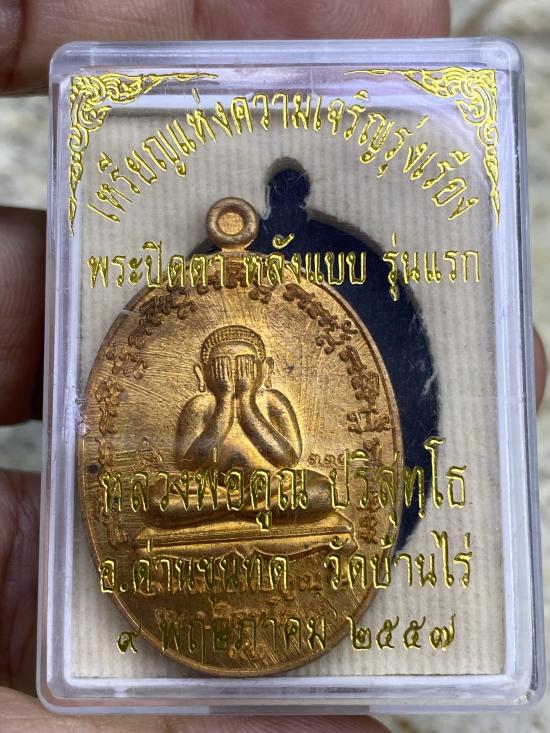 เหรียญแห่งความเจริญรุ่งเรือง
พระปิดตา หลังแบบ รุ่นแรก
หลวงพ่อคูณ ปริสุทฺโธ
อ.ด่านขุนทด วัดบ้านไร่
๙ พฤษภาคม ๒๕๕๗